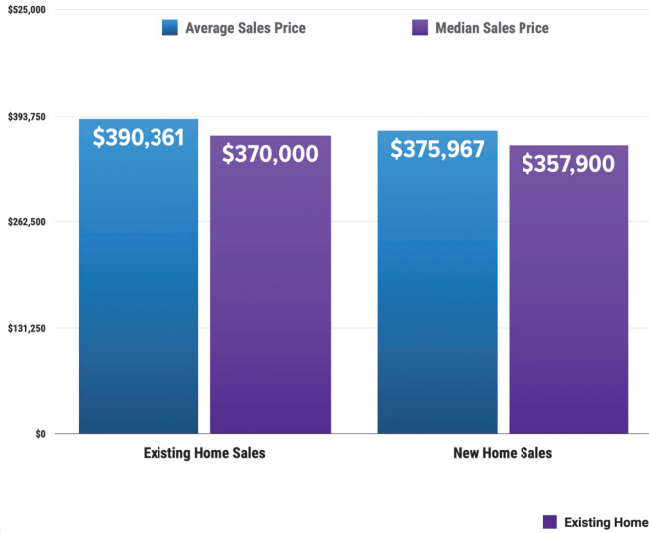 $525,000
Average Sales Price
Median Sales Price
$393,750
$390,361
$370,000
$375,967
$357,900
$262,500
$131,250
$0
Existing Home Sales
New Home Sales
Existing Home